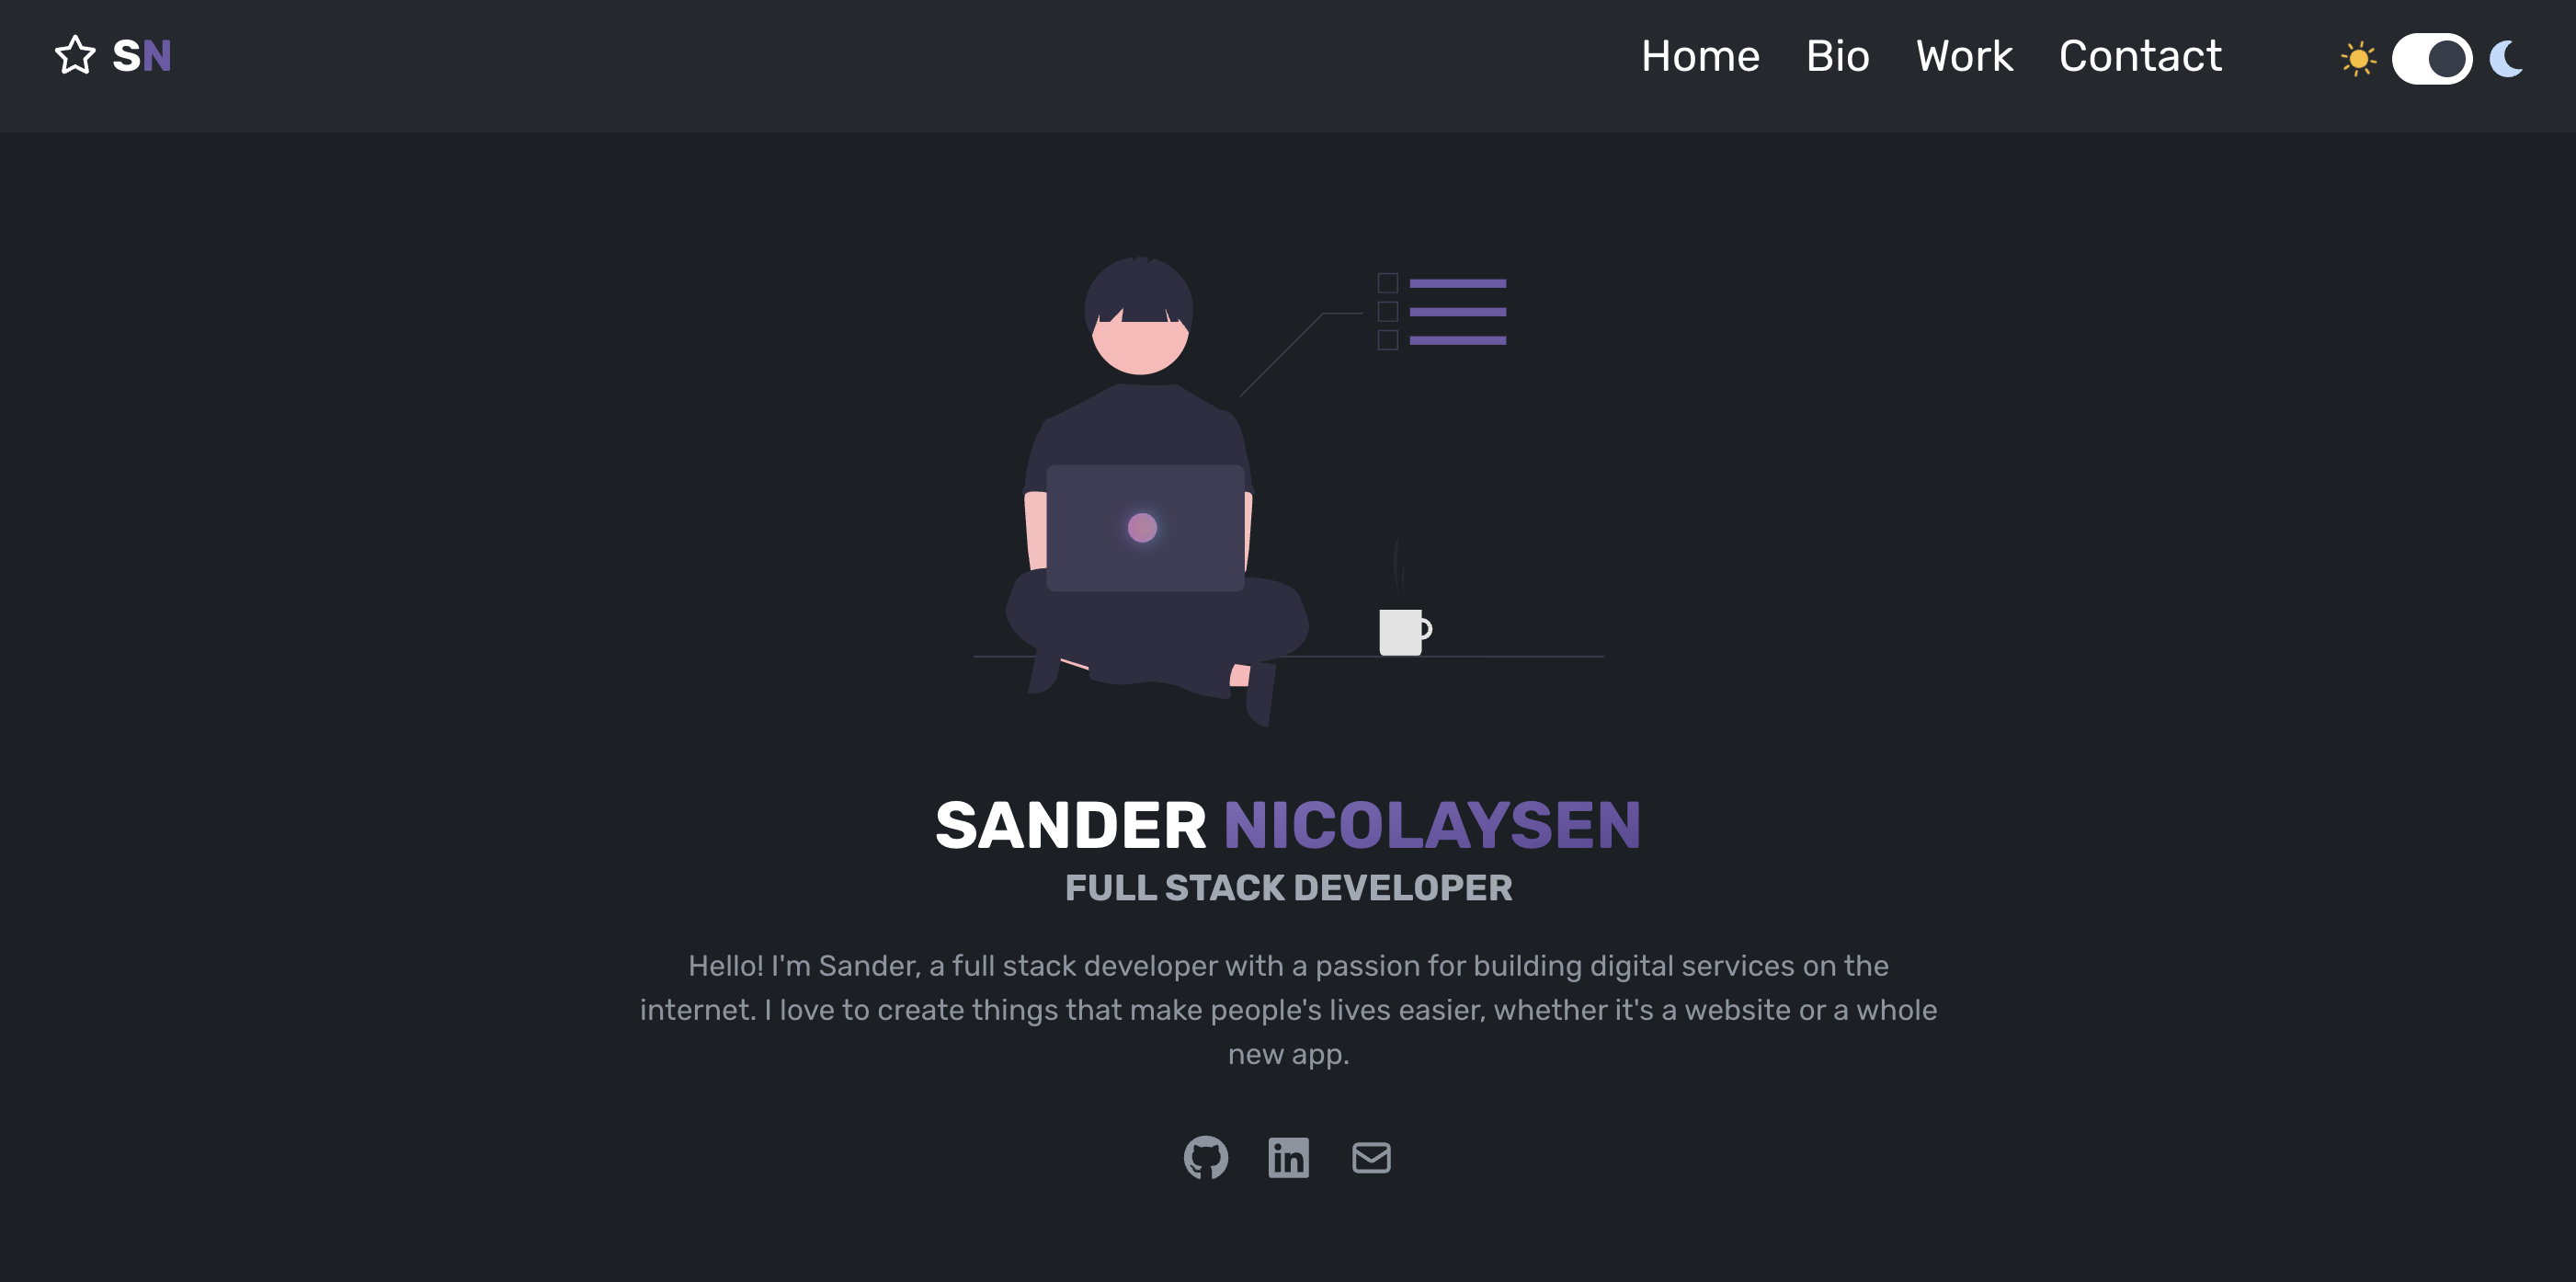 SN
Home Bio Work Contact
SANDER NICOLAYSEN
FULL STACK DEVELOPER
Hello! I'm Sander, a full stack developer with a passion for building digital services on the
internet. I love to create things that make people's lives easier, whether it's a website or a whole
new app.
in